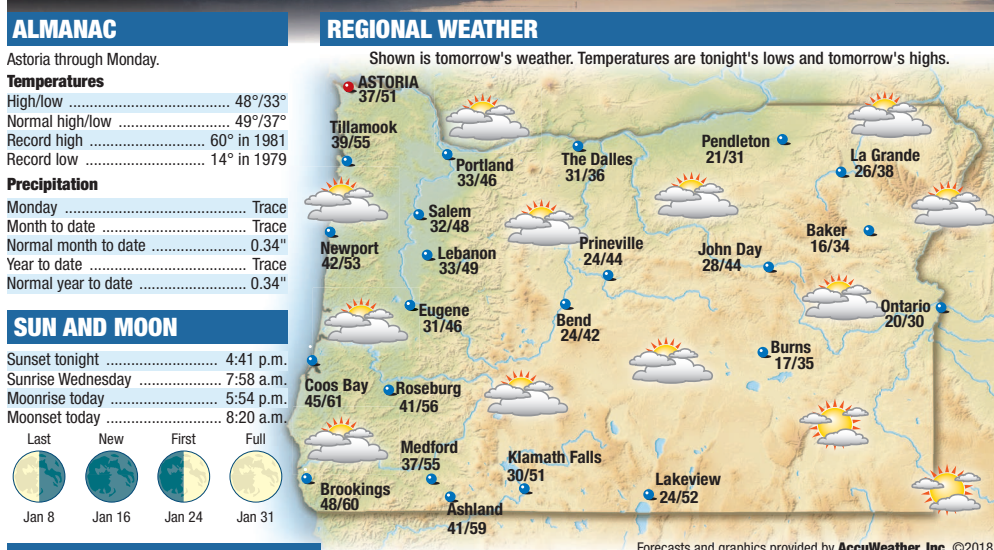 ALMANAC
Astoria through Monday.
Temperatures
High/low ..................................... 48°/33°
Normal high/low ......................... 49°/37°
Record high .......................... 60° in 1981
Record low ........................... 14° in 1979
Precipitation
Monday ......................................... Trace
Month to date ................................ Trace
Normal month to date .................... 0.34"
Year to date ................................... Trace
Normal year to date ....................... 0.34"
SUN AND MOON
Sunset tonight ......................... 4:41 p.m.
Sunrise Wednesday .................. 7:58 a.m.
Moonrise today ........................ 5:54 p.m.
Moonset today ......................... 8:20 a.m.
Last New First Full
Jan 8 Jan 16 Jan 24 Jan 31
REGIONAL WEATHER
Shown is tomorrow's weather. Temperatures are tonight's lows and tomorrow's highs.
ASTORIA
37/51
Tillamook
39/55
Portland
33/46
The Dalles
31/36
Pendleton
21/31
La Grande
26/38
Salem
32/48
Newport
42/53
Lebanon
33/49
Prineville
24/44
John Day
28/44
Baker
16/34
Eugene
31/46
Bend
24/42
Ontario
20/30
Burns
17/35
Coos Bay
45/61
Roseburg
41/56
Medford
37/55
Klamath Falls
30/51
Brookings
48/60
Ashland
41/59
Lakeview
24/52
Forecasts and graphics provided by AccuWeather, Inc. ©2018